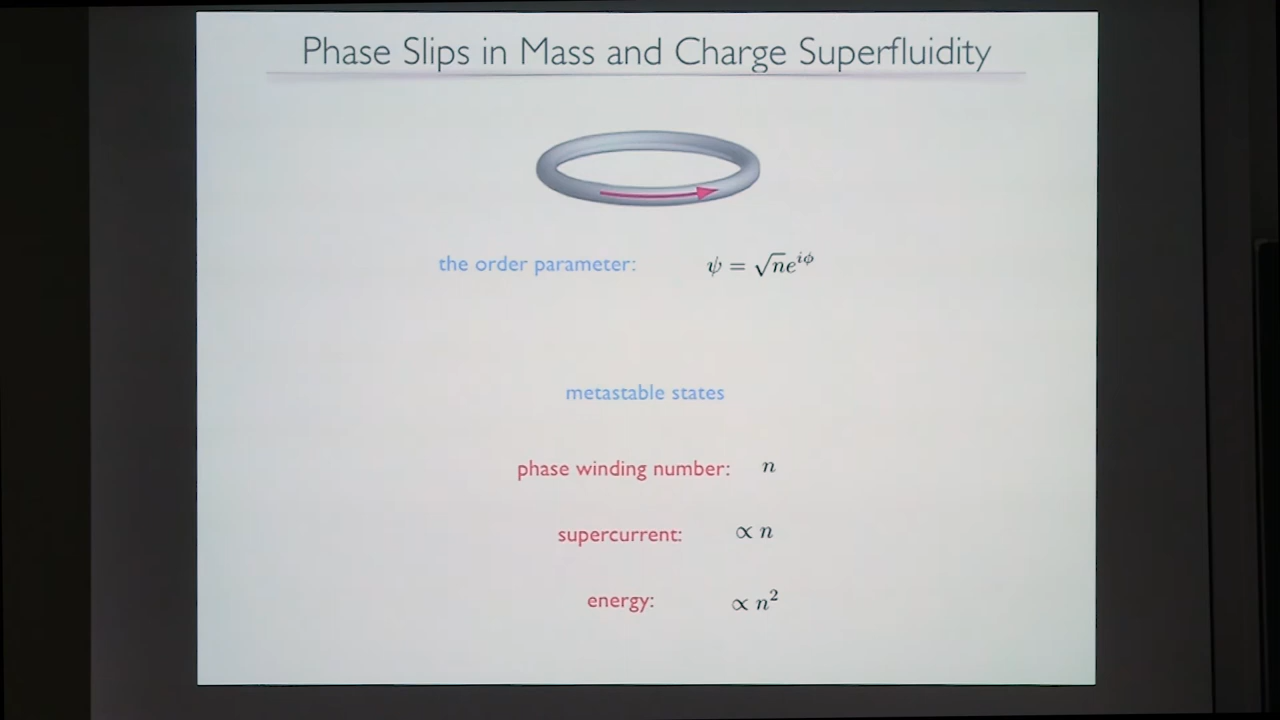 Phase Slips in Mass and Charge Superfluidity
the order parameter: ψ = √n e^{iφ}
metastable states
phase winding number: n
supercurrent: ∝ n
energy: ∝ n²